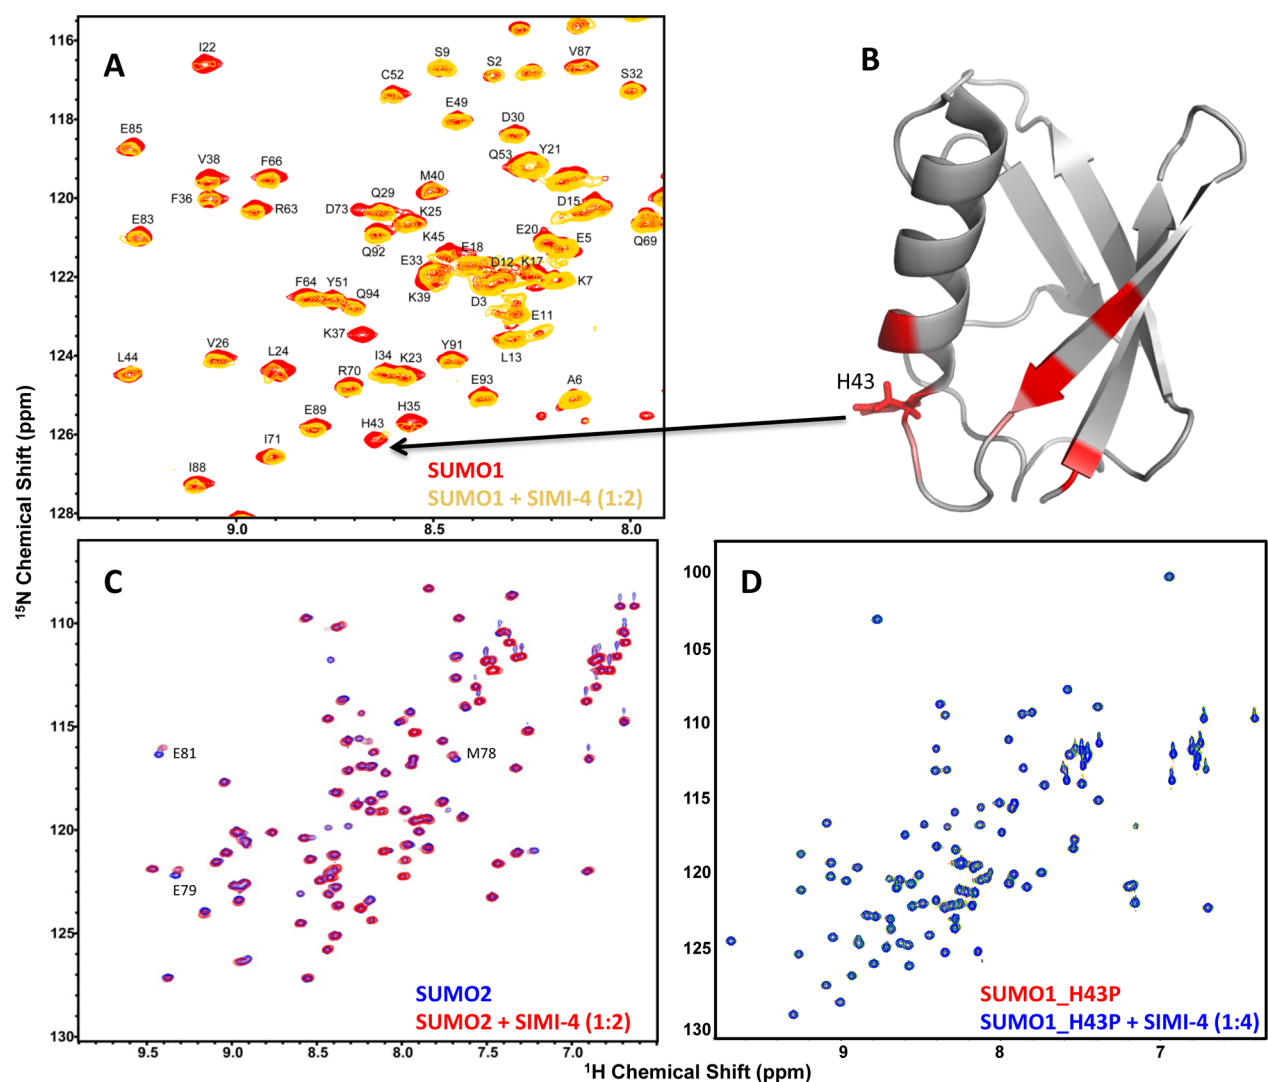 A
116
118
120
122
124
126
128
9.0
8.5
8.0
I22
S9
S2
V87
C52
S32
E49
D30
E85
Q53
Y21
V38
F66
M40
F36
R63
D73
Q29
K25
D15
E83
Q92
K45
E18
E20
E5
Q69
E33
D12
K17
K39
K7
F64
Y51
Q94
D3
E11
K37
L13
V26
L24
I34
K23
Y91
L44
R70
E93
A6
E89
H43
H35
I71
I88
SUMO1
SUMO1 + SIMI-4 (1:2)
B
H43
15N Chemical Shift (ppm)
C
110
115
120
125
130
9.5
9.0
8.5
8.0
7.5
7.0
E81
M78
E79
SUMO2
SUMO2 + SIMI-4 (1:2)
D
100
105
110
115
120
125
130
9
8
7
SUMO1_H43P
SUMO1_H43P + SIMI-4 (1:4)
1H Chemical Shift (ppm)